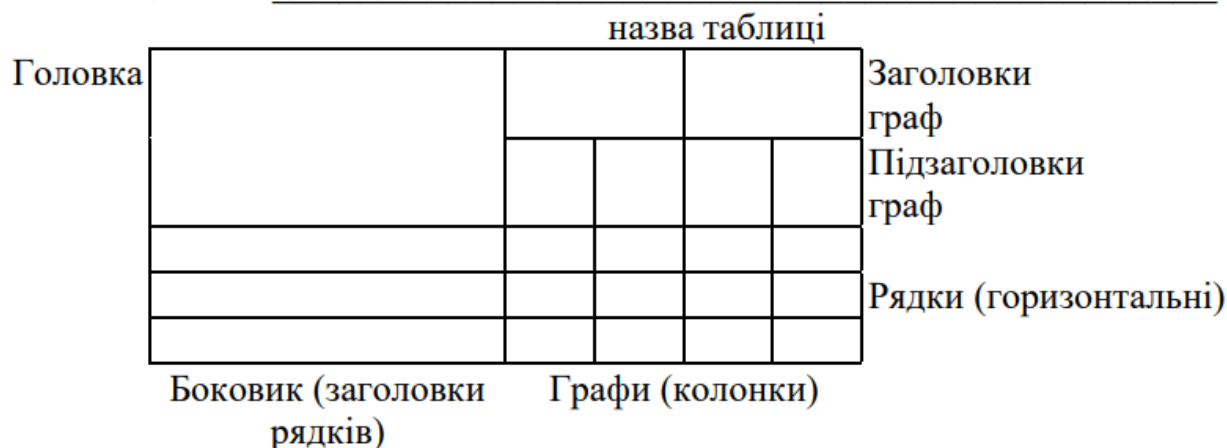 назва таблиці
Головка
Заголовки
граф
Підзаголовки
граф
Рядки (горизонтальні)
Боковик (заголовки
рядків)
Графи (колонки)